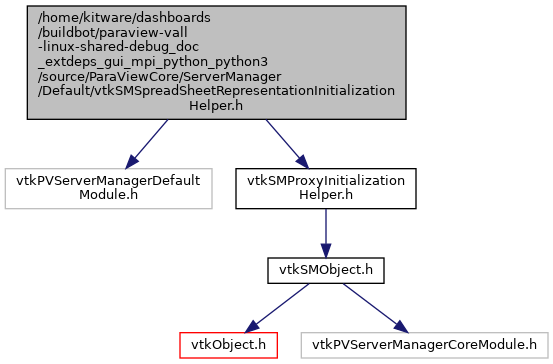 /home/kitware/dashboards
/buildbot/paraview-vall
-linux-shared-debug_doc
_extdeps_gui_mpi_python_python3
/source/ParaViewCore/ServerManager
/Default/vtkSMSpreadSheetRepresentationInitialization
Helper.h
vtkPVServerManagerDefault
Module.h
vtkSMProxyInitialization
Helper.h
vtkSMObject.h
vtkObject.h
vtkPVServerManagerCoreModule.h